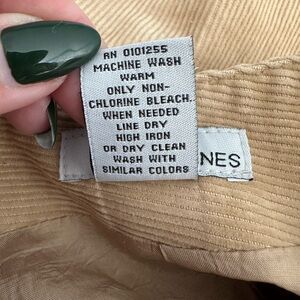 RN 0101255
MACHINE WASH
WARM
ONLY NON-
CHLORINE BLEACH.
WHEN NEEDED
LINE DRY
HIGH IRON
OR DRY CLEAN
WASH WITH
SIMILAR COLORS
NES